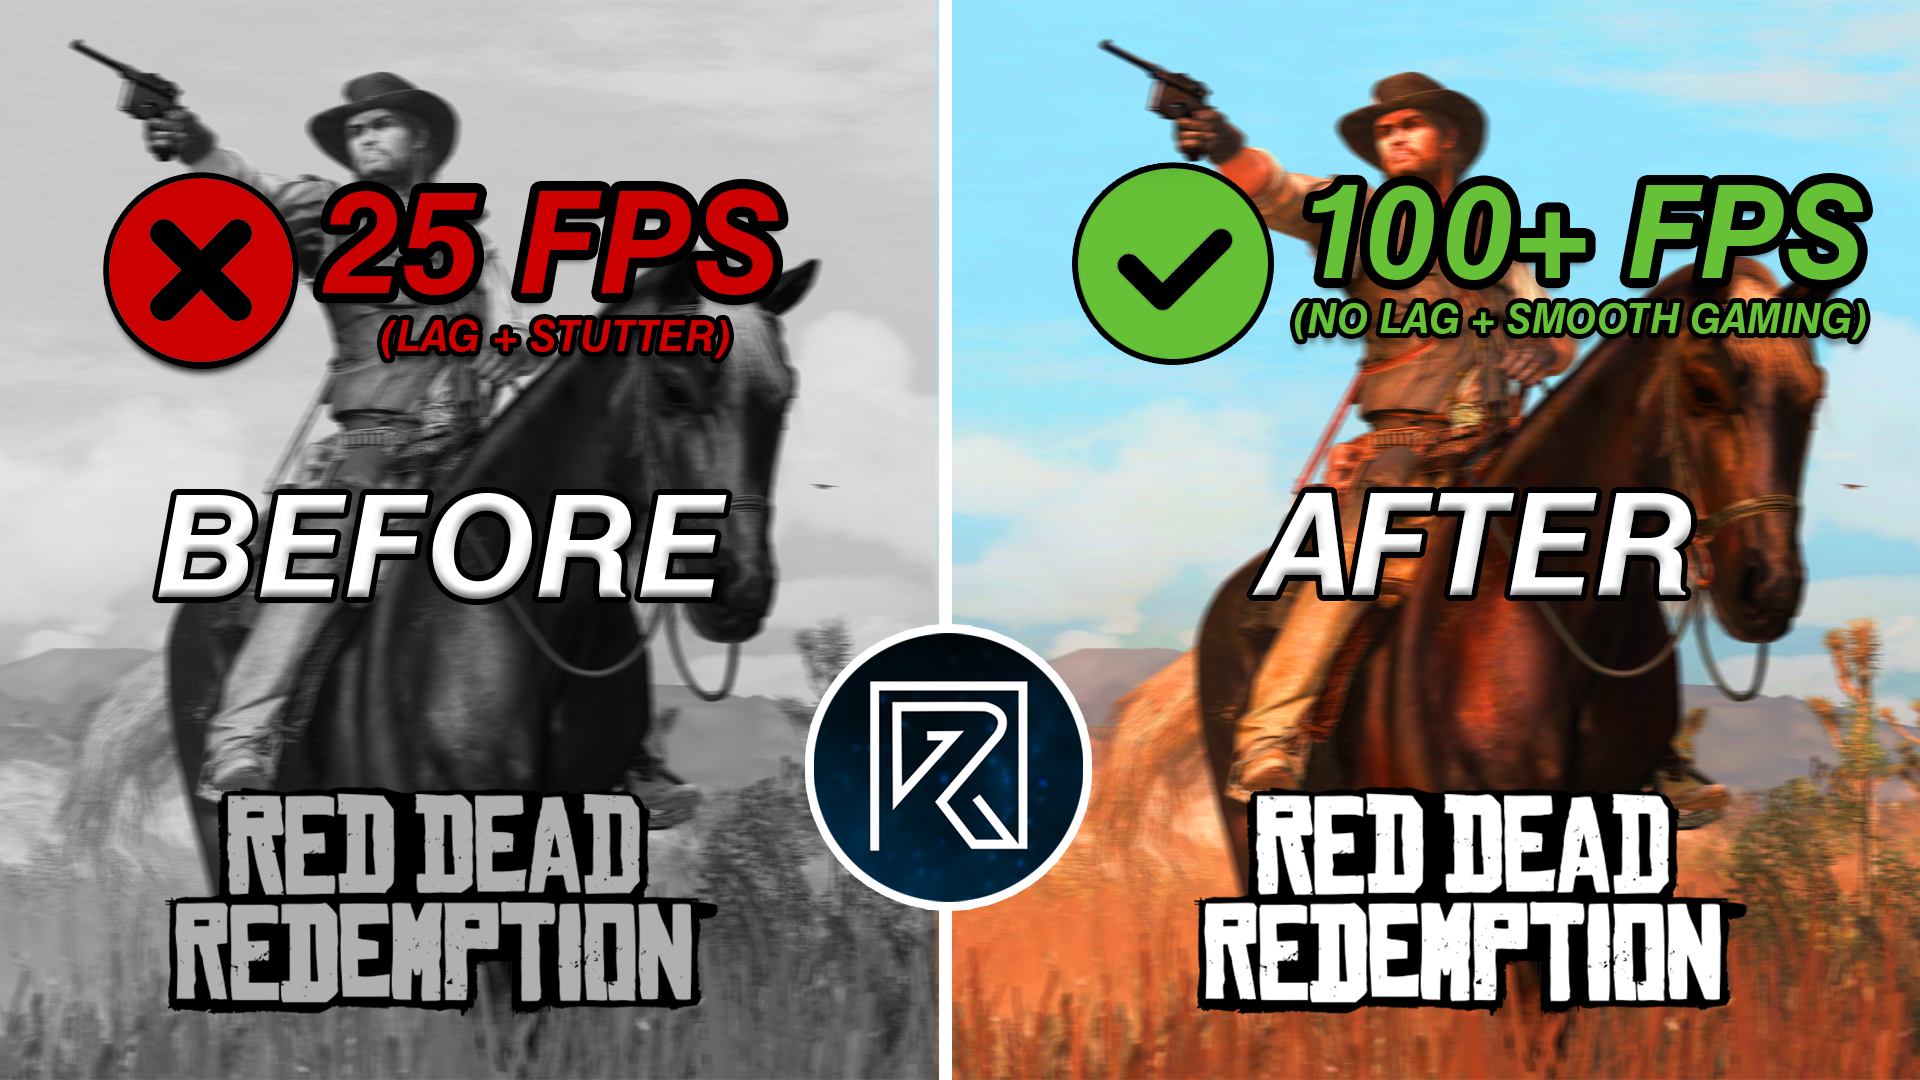 25 FPS
(LAG + STUTTER)
BEFORE
RED DEAD
REDEMPTION
100+ FPS
(NO LAG + SMOOTH GAMING)
AFTER
RED DEAD
REDEMPTION
R